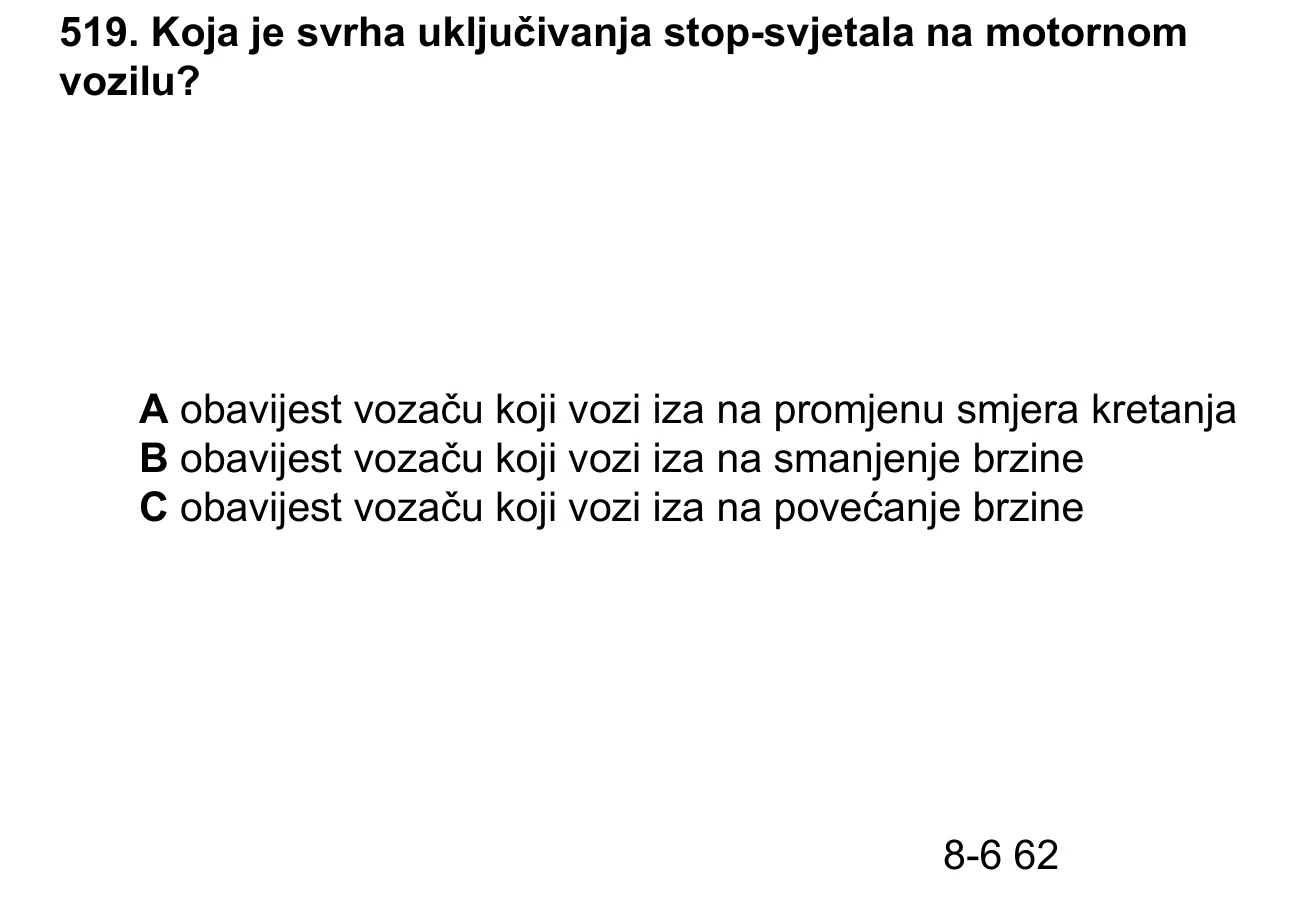 519. Koja je svrha uključivanja stop-svjetala na motornom
vozilu?
A obavijest vozaču koji vozi iza na promjenu smjera kretanja
B obavijest vozaču koji vozi iza na smanjenje brzine
C obavijest vozaču koji vozi iza na povećanje brzine
8-6 62